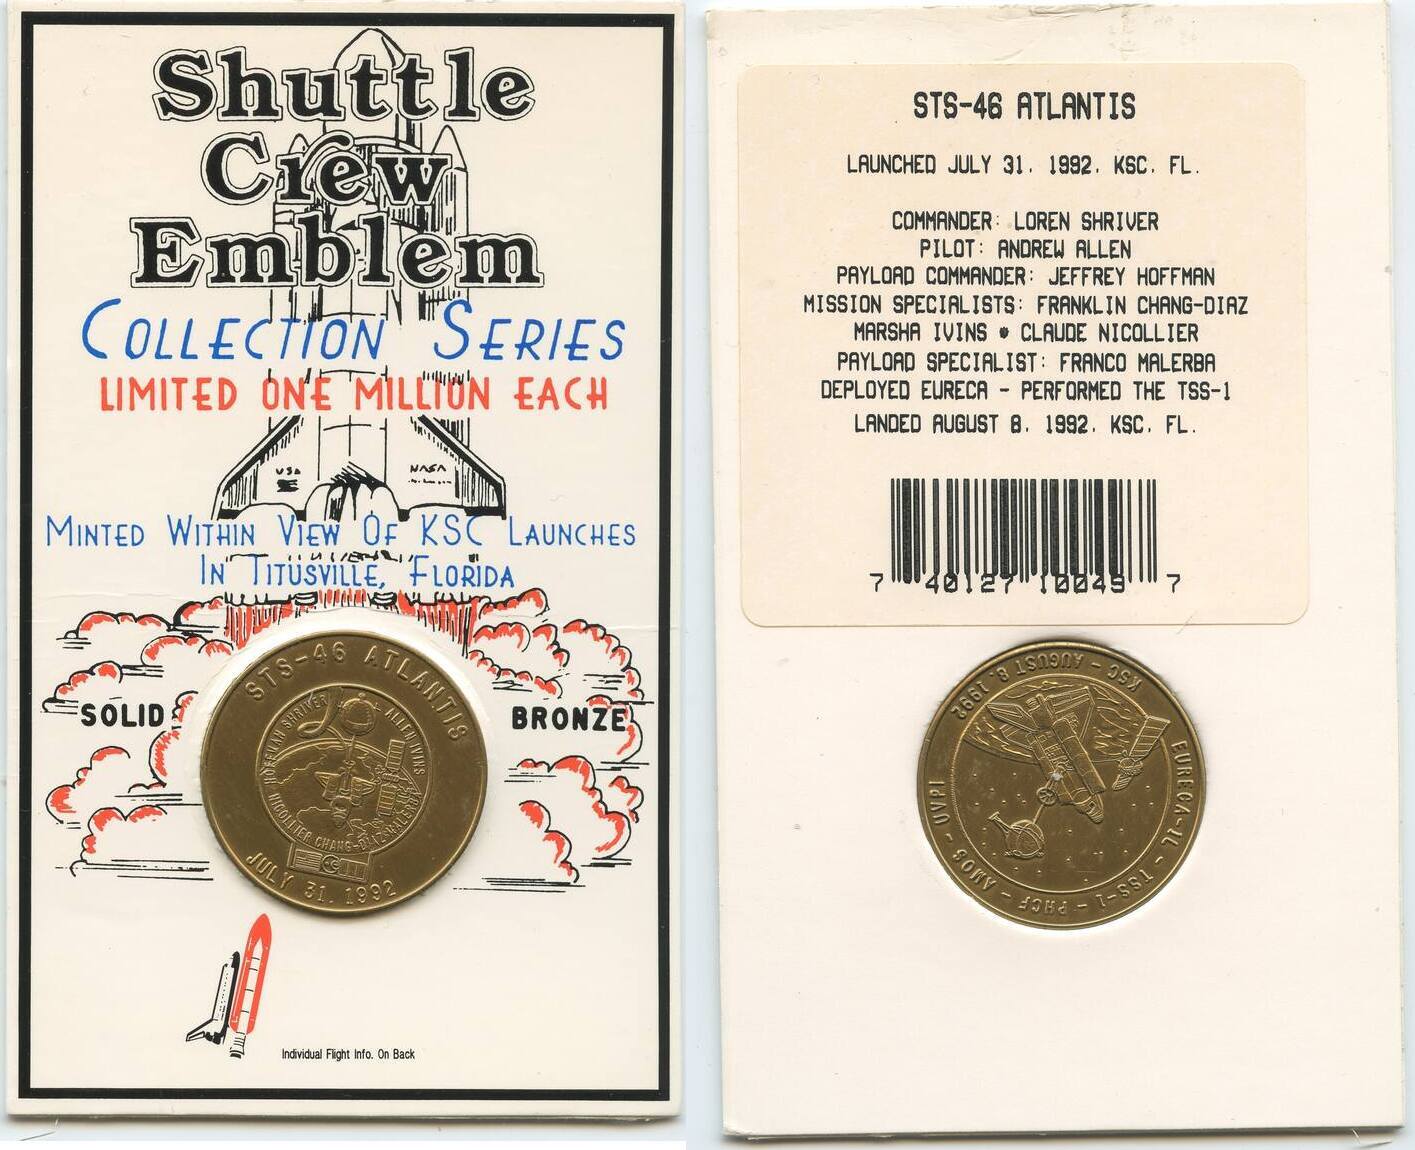 Shuttle
Crew
Emblem
COLLECTION SERIES
LIMITED ONE MILLION EACH
USA
NASA
MINTED WITHIN VIEW OF KSC LAUNCHES
IN TITUSVILLE, FLORIDA
SOLID
BRONZE
STS-46 ATLANTIS
HOFFMAN SHRIVER ALLEN IVINS
NICOLLIER CHANG-DIAZ MALERBA
JULY 31, 1992
Individual Flight Info. On Back
STS-46 ATLANTIS
LAUNCHED JULY 31, 1992, KSC, FL.
COMMANDER: LOREN SHRIVER
PILOT: ANDREW ALLEN
PAYLOAD COMMANDER: JEFFREY HOFFMAN
MISSION SPECIALISTS: FRANKLIN CHANG-DIAZ
MARSHA IVINS * CLAUDE NICOLLIER
PAYLOAD SPECIALIST: FRANCO MALERBA
DEPLOYED EURECA - PERFORMED THE TSS-1
LANDED AUGUST 8, 1992, KSC, FL.
7 40127 10049 7
KSC - AUGUST 8, 1992
EURECA-1L - TSS-1 - PHCF - AMOS - UVPI